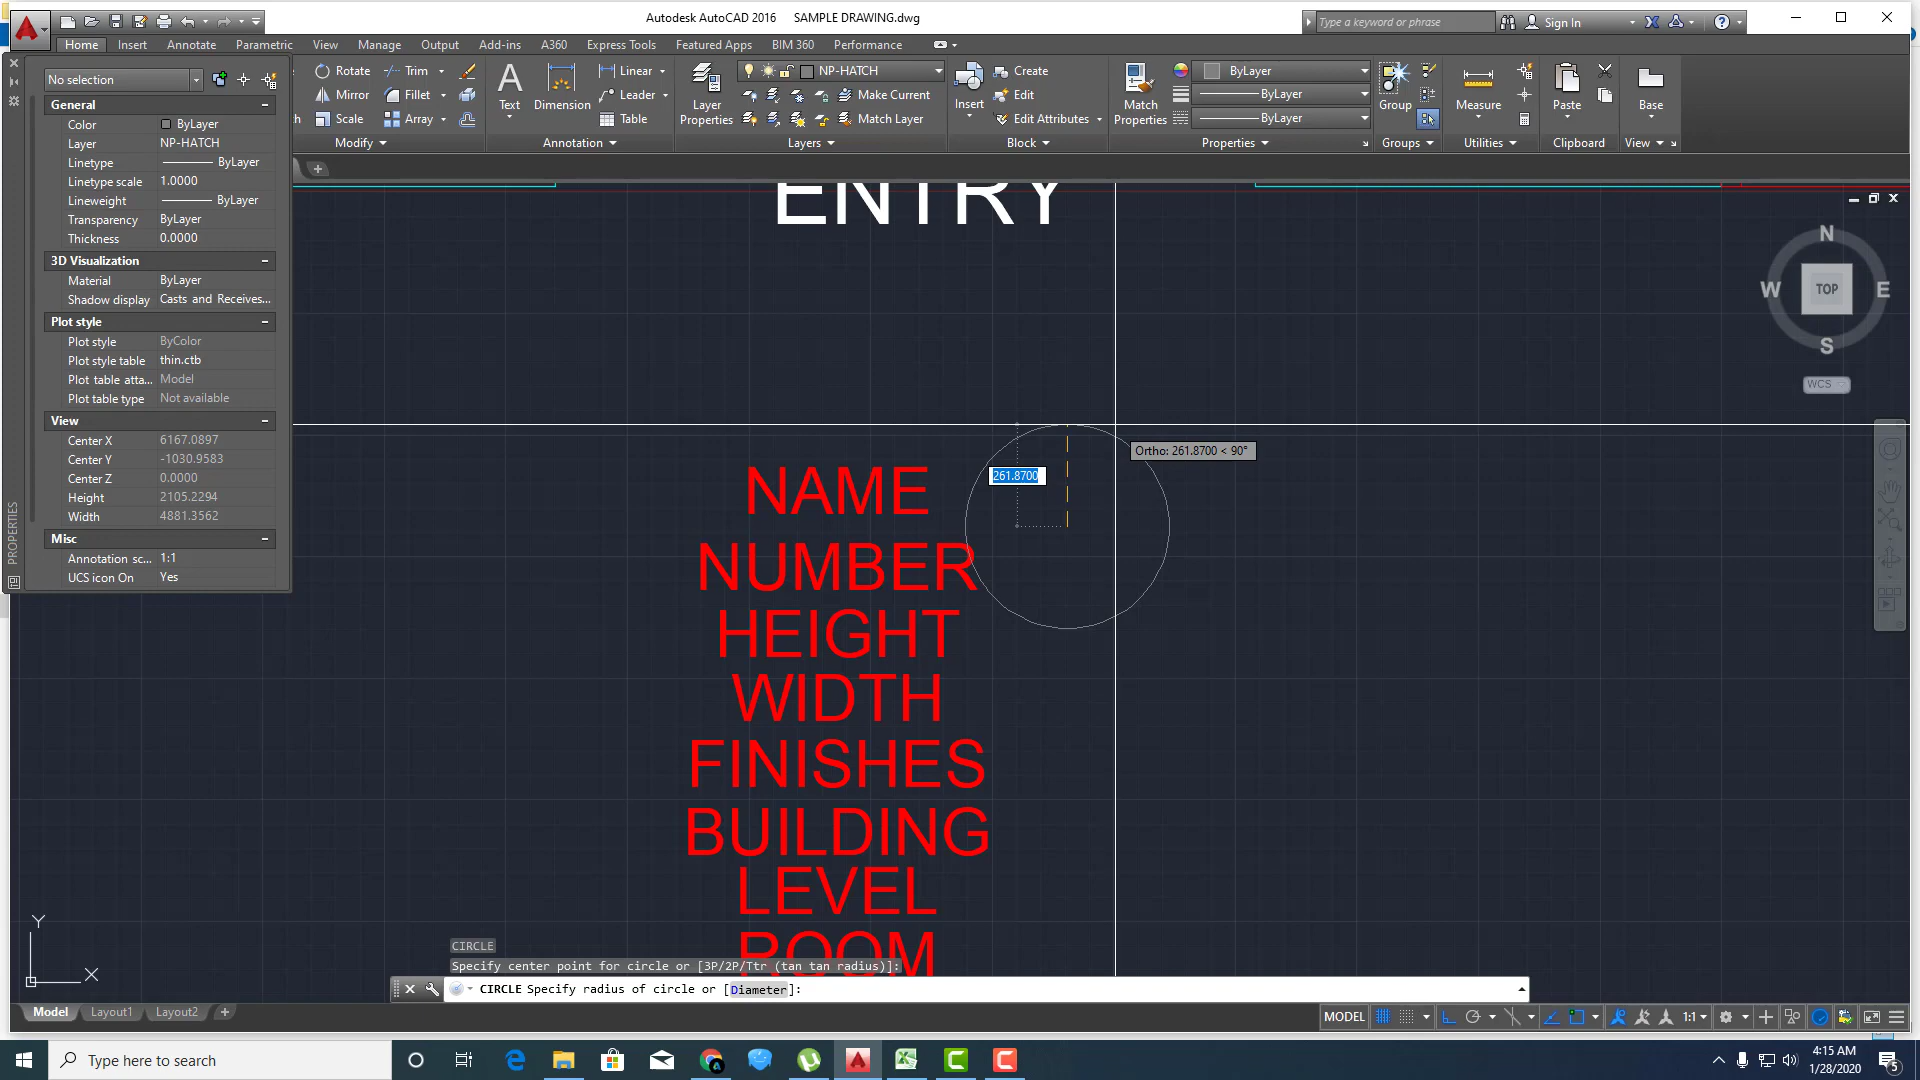 Autodesk AutoCAD 2016 SAMPLE DRAWING.dwg
Type a keyword or phrase
Sign In
Home Insert Annotate Parametric View Manage Output Add-ins A360 Express Tools Featured Apps BIM 360 Performance
No selection
General
Color ByLayer
Layer NP-HATCH
Linetype ByLayer
Linetype scale 1.0000
Lineweight ByLayer
Transparency ByLayer
Thickness 0.0000
3D Visualization
Material ByLayer
Shadow display Casts and Receives...
Plot style
Plot style ByColor
Plot style table thin.ctb
Plot table atta... Model
Plot table type Not available
View
Center X 6167.0897
Center Y -1030.9583
Center Z 0.0000
Height 2105.2294
Width 4881.3562
Misc
Annotation sc... 1:1
UCS icon On Yes
PROPERTIES
Rotate Trim
Mirror Fillet
Scale Array
Modify
Text
Dimension
Linear
Leader
Table
Annotation
Layer
Properties
NP-HATCH
Make Current
Match Layer
Layers
Insert
Create
Edit
Edit Attributes
Block
Match
Properties
ByLayer
ByLayer
ByLayer
Properties
Group
Groups
Measure
Utilities
Paste
Clipboard
Base
View
ENTRY
N
W TOP E
S
WCS
Ortho: 261.8700 < 90°
261.8700
NAME
NUMBER
HEIGHT
WIDTH
FINISHES
BUILDING
LEVEL
ROOM
Y
X
CIRCLE
Specify center point for circle or [3P/2P/Ttr (tan tan radius)]:
CIRCLE Specify radius of circle or [Diameter]:
Model Layout1 Layout2
MODEL
1:1
Type here to search
4:15 AM
1/28/2020
5